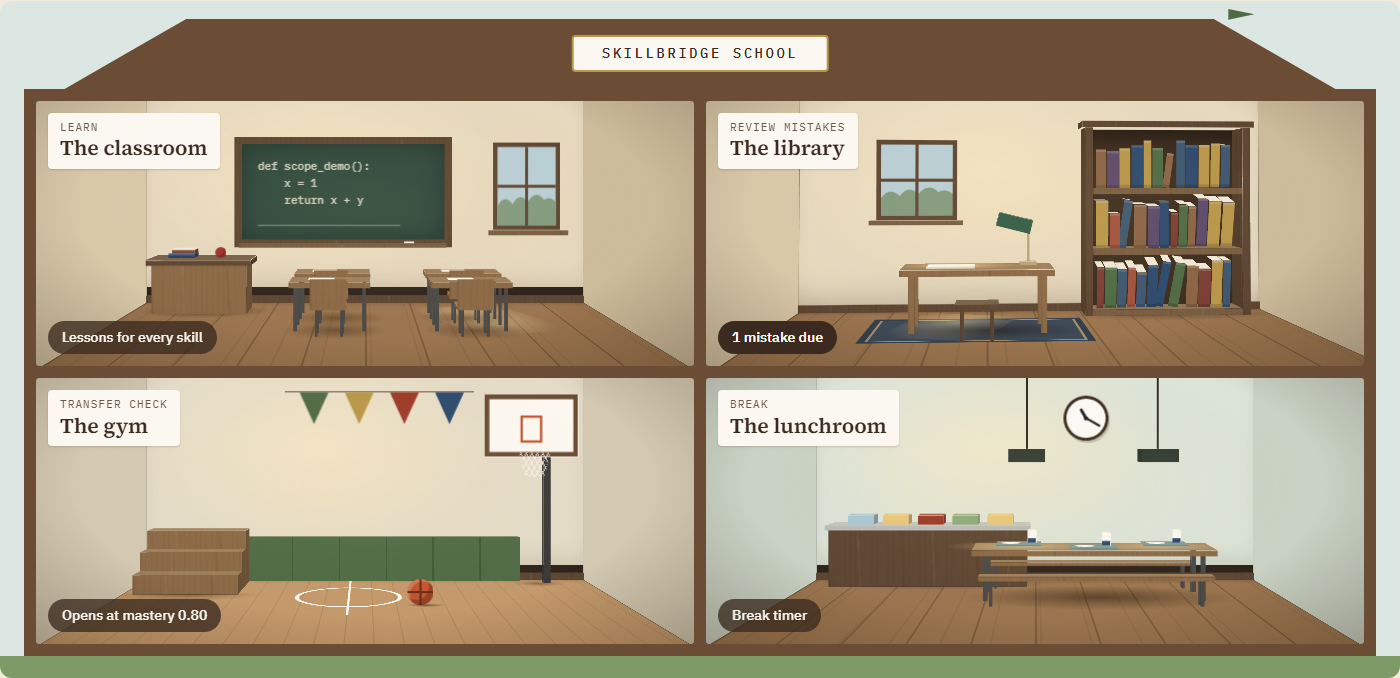 SKILLBRIDGE SCHOOL
LEARN
The classroom
def scope_demo():
    x = 1
    return x + y
Lessons for every skill
REVIEW MISTAKES
The library
1 mistake due
TRANSFER CHECK
The gym
Opens at mastery 0.80
BREAK
The lunchroom
Break timer